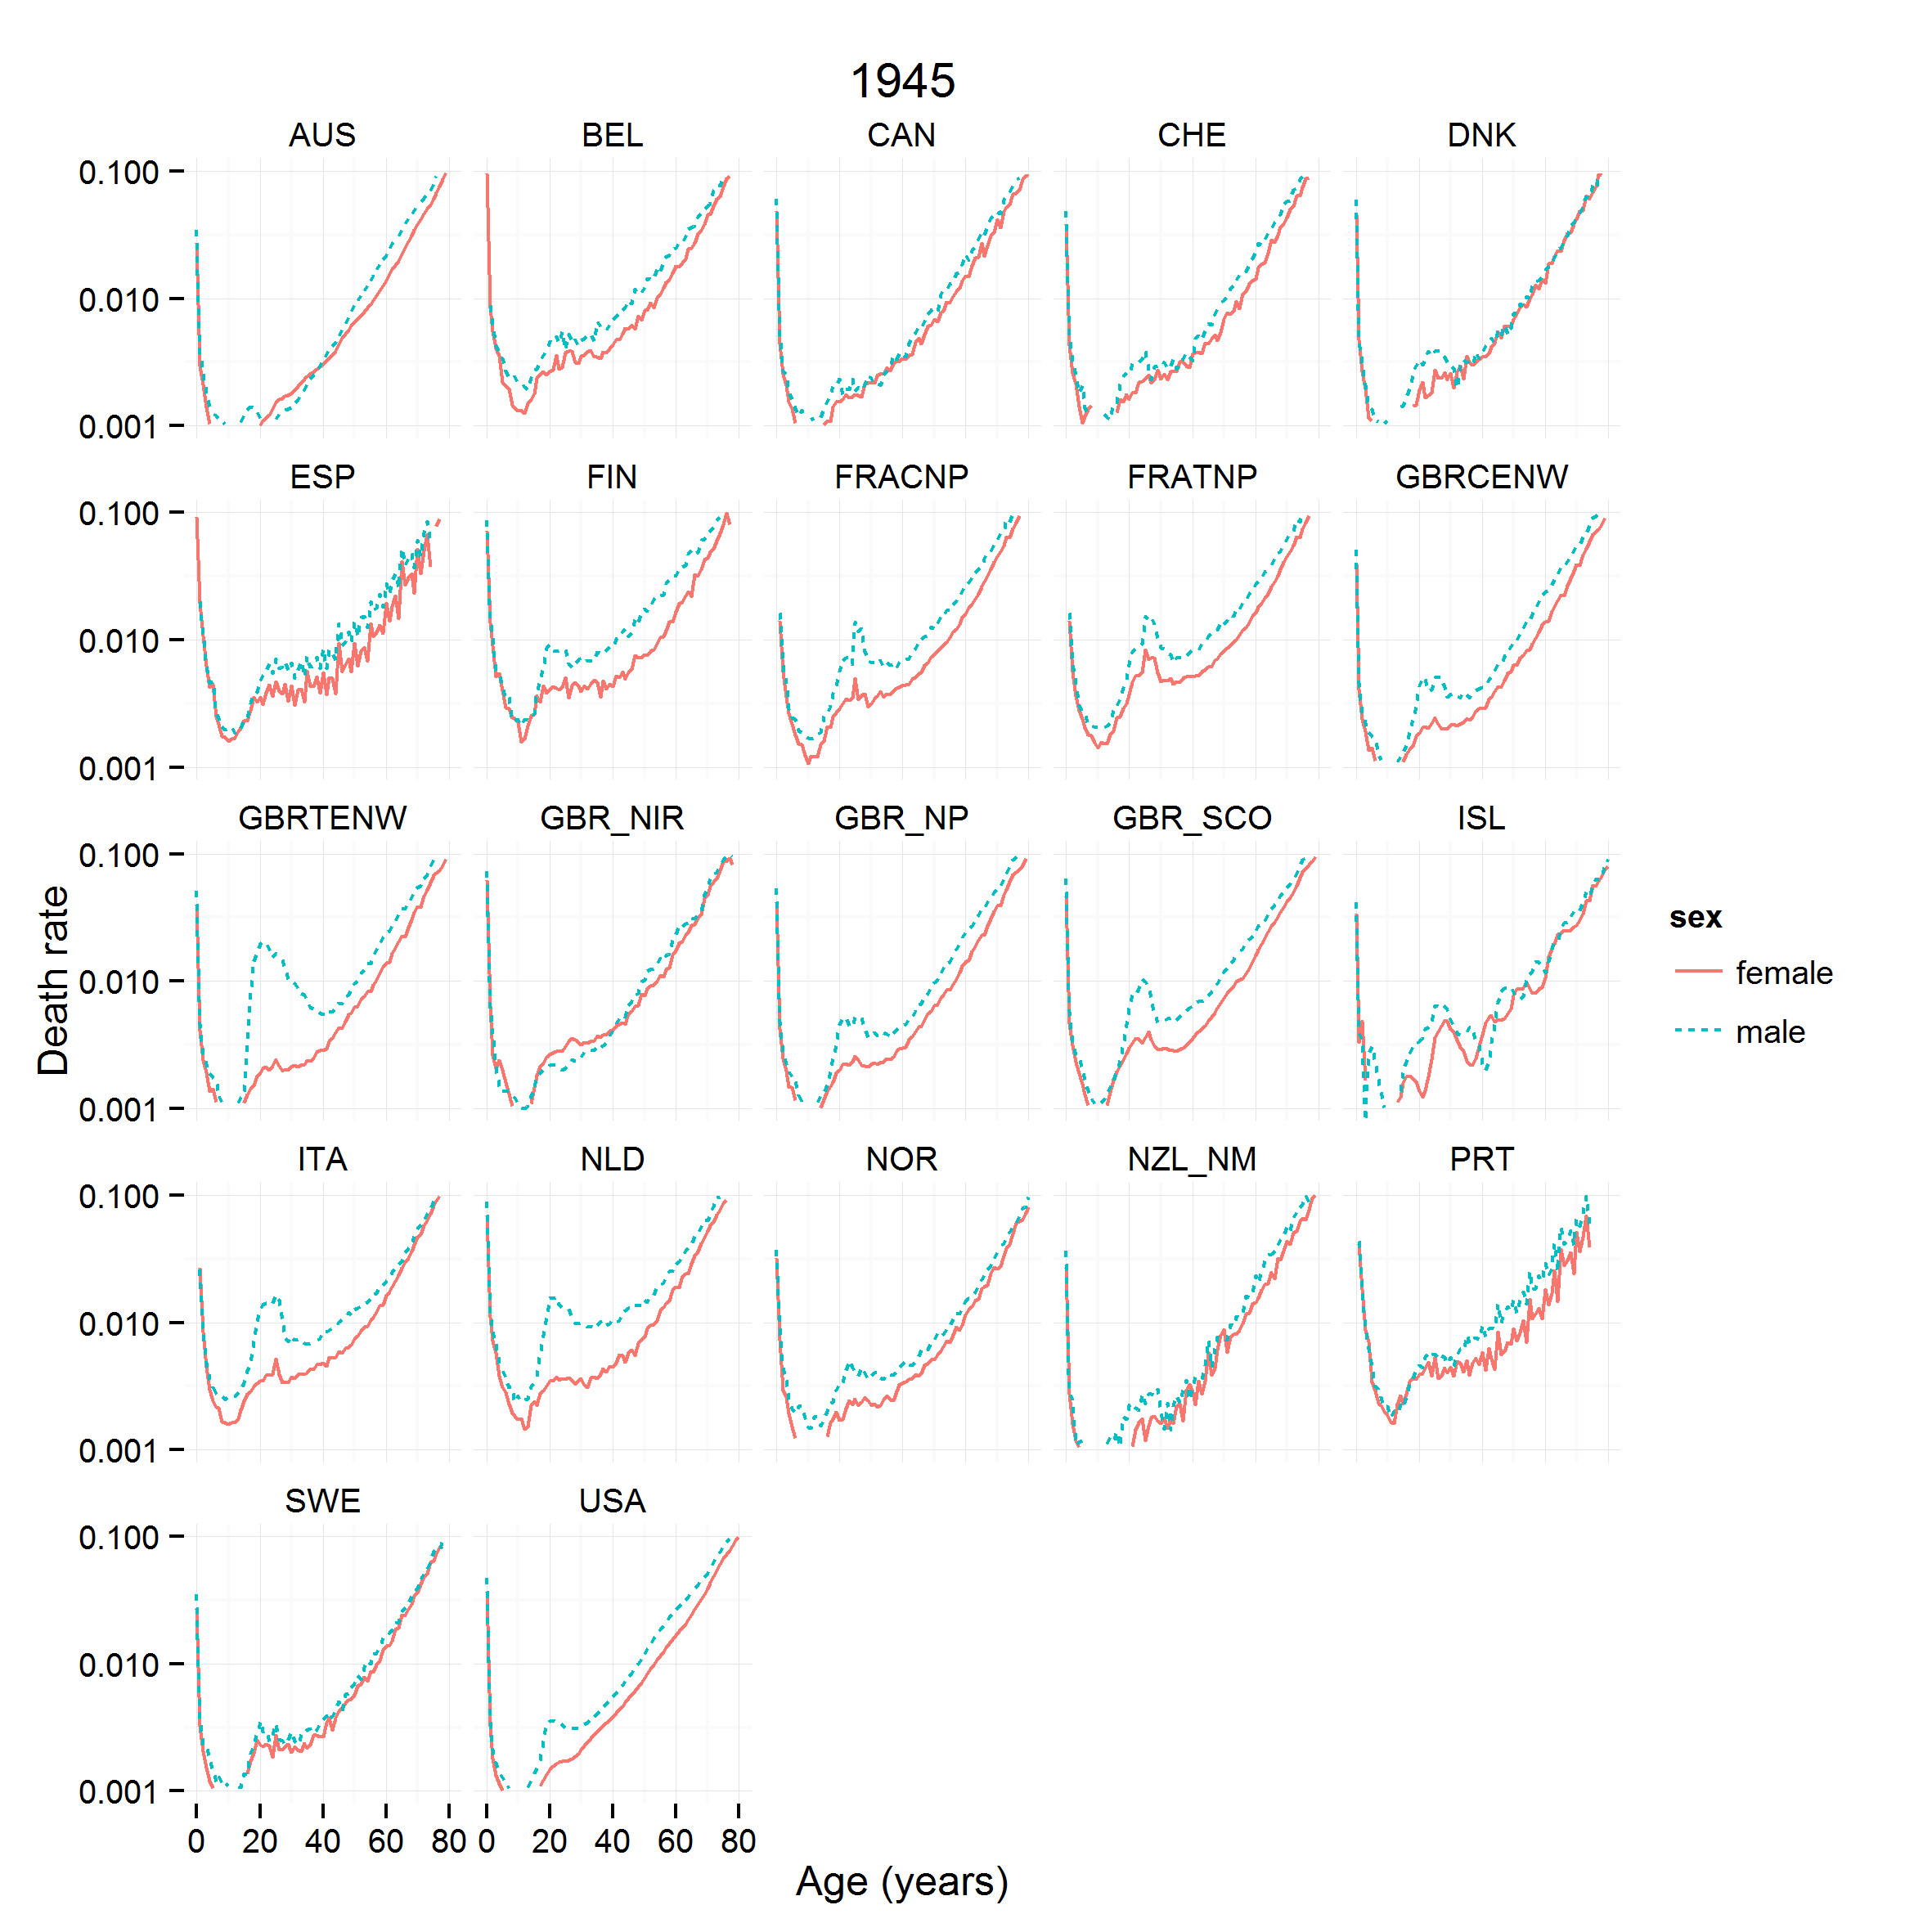 1945
AUS BEL CAN CHE DNK
0.100
0.010
0.001
ESP FIN FRACNP FRATNP GBRCENW
0.100
0.010
0.001
GBRTENW GBR_NIR GBR_NP GBR_SCO ISL
0.100
0.010
0.001
Death rate
sex
female
male
ITA NLD NOR NZL_NM PRT
0.100
0.010
0.001
SWE USA
0.100
0.010
0.001
0 20 40 60 80 0 20 40 60 80
Age (years)